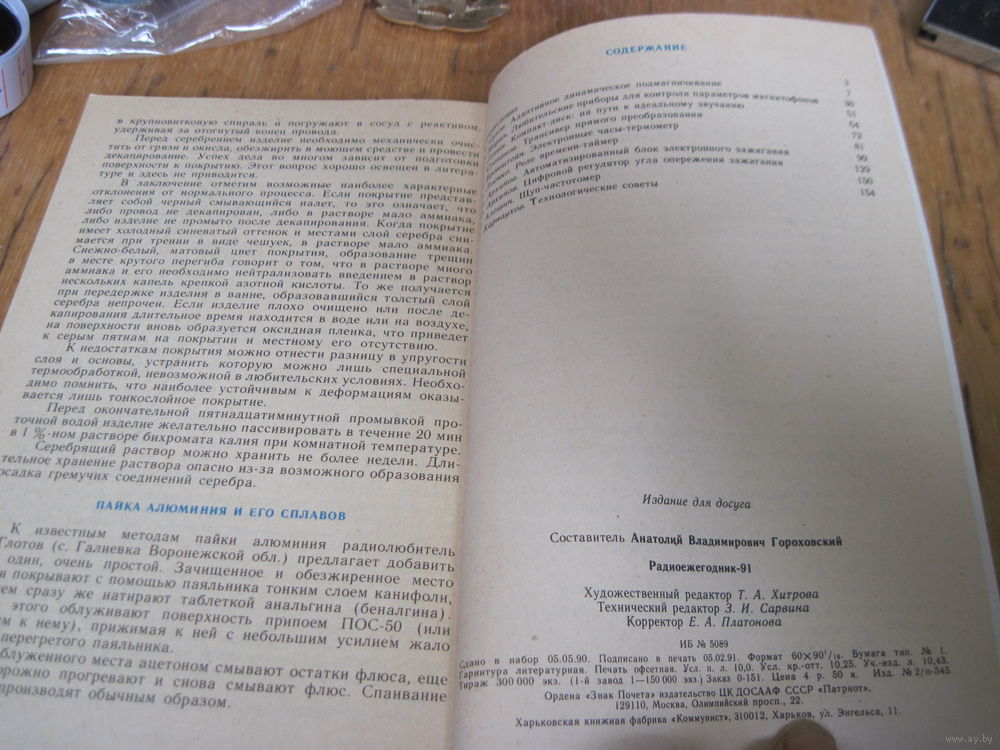 в крупновитковую спираль и погружают в сосуд с реактивом,
удерживая за отогнутый конец провода.
Перед серебрением изделие необходимо механически очис-
тить от грязи и окисла, обезжирить в моющем средстве и провести
декапирование. Успех дела во многом зависит от подготовки
поверхности к покрытию. Этот вопрос хорошо освещен в литера-
туре и здесь не приводится.
В заключение отметим возможные наиболее характерные
отклонения от нормального процесса. Если покрытие представ-
ляет собой черный смывающийся налет, то это означает, что
либо провод не декапирован, либо в растворе мало аммиака,
либо изделие не промыто после декапирования. Когда покрытие
имеет холодный синеватый оттенок и местами слой серебра сни-
мается при трении в виде чешуек, в растворе мало аммиака.
Снежно-белый, матовый цвет покрытия, образование трещин
в месте крутого перегиба говорит о том, что в растворе много
аммиака и его необходимо нейтрализовать введением в раствор
нескольких капель крепкой азотной кислоты. То же получается
при передержке изделия в ванне, образовавшийся толстый слой
серебра непрочен. Если изделие плохо очищено или после де-
капирования длительное время находится в воде или на воздухе,
на поверхности вновь образуется оксидная пленка, что приведет
к серым пятнам на покрытии и местному его отсутствию.
К недостаткам покрытия можно отнести разницу в упругости
слоя и основы, устранить которую можно лишь специальной
термообработкой, невозможной в любительских условиях. Необхо-
димо помнить, что наиболее устойчивым к деформациям оказы-
вается лишь тонкослойное покрытие.
Перед окончательной пятнадцатиминутной промывкой про-
точной водой изделие желательно пассивировать в течение 20 мин
в 1 %-ном растворе бихромата калия при комнатной температуре.
Серебрящий раствор можно хранить не более недели. Дли-
тельное хранение раствора опасно из-за возможного образования
осадка гремучих соединений серебра.
ПАЙКА АЛЮМИНИЯ И ЕГО СПЛАВОВ
К известным методам пайки алюминия радиолюбитель
Глотов (с. Галиевка Воронежской обл.) предлагает добавить
один, очень простой. Зачищенное и обезжиренное место
и покрывают с помощью паяльника тонким слоем канифоли,
ем сразу же натирают таблеткой анальгина (беналгина).
этого облуживают поверхность припоем ПОС-50 (или
м к нему), прижимая к ней с небольшим усилием жало
перегретого паяльника.
блуженного места ацетоном смывают остатки флюса, еще
рожно прогревают и снова смывают флюс. Спаивание
производят обычным образом.
СОДЕРЖАНИЕ
3
Адаптивное динамическое подмагничивание 7
Любительские приборы для контроля параметров магнитофонов 30
Компакт-диск: на пути к идеальному звучанию 51
Трансивер прямого преобразования 64
Электронные часы-термометр 72
Реле времени-таймер 81
Автоматизированный блок электронного зажигания 99
Цифровой регулятор угла опережения зажигания 129
Щуп-частотомер 150
Технологические советы 154
Издание для досуга
Составитель Анатолий Владимирович Гороховский
Радиоежегодник-91
Художественный редактор Т. А. Хитрова
Технический редактор З. И. Сарвина
Корректор Е. А. Платонова
ИБ № 5089
Сдано в набор 05.05.90. Подписано в печать 05.02.91. Формат 60×90¹/₁₆. Бумага тип. № 1.
Гарнитура литературная. Печать офсетная. Усл. п. л. 10,0. Усл. кр.-отт. 10,25. Уч.-изд. л. 10,43.
Тираж 300 000 экз. (1-й завод 1—150 000 экз.) Заказ 0-151. Цена 4 р. 50 к. Изд. № 2/п-545
Ордена «Знак Почета» издательство ЦК ДОСААФ СССР «Патриот».
129110, Москва, Олимпийский просп., 22.
Харьковская книжная фабрика «Коммунист», 310012, Харьков, ул. Энгельса, 11.
www.ay.by